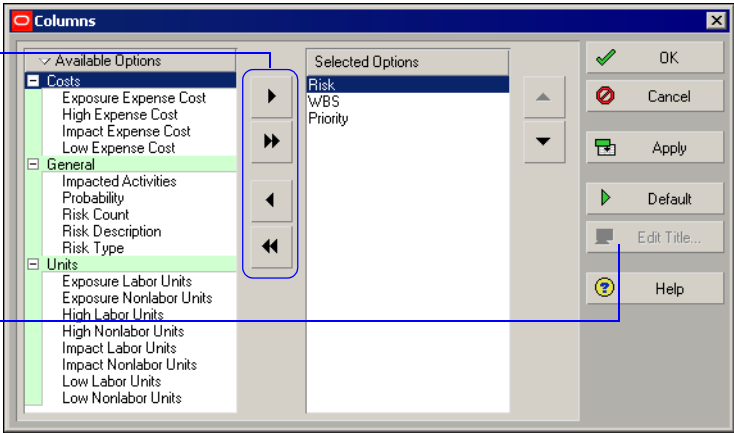 Columns
Available Options
Costs
Exposure Expense Cost
High Expense Cost
Impact Expense Cost
Low Expense Cost
General
Impacted Activities
Probability
Risk Count
Risk Description
Risk Type
Units
Exposure Labor Units
Exposure Nonlabor Units
High Labor Units
High Nonlabor Units
Impact Labor Units
Impact Nonlabor Units
Low Labor Units
Low Nonlabor Units
Selected Options
Risk
WBS
Priority
OK
Cancel
Apply
Default
Edit Title...
Help